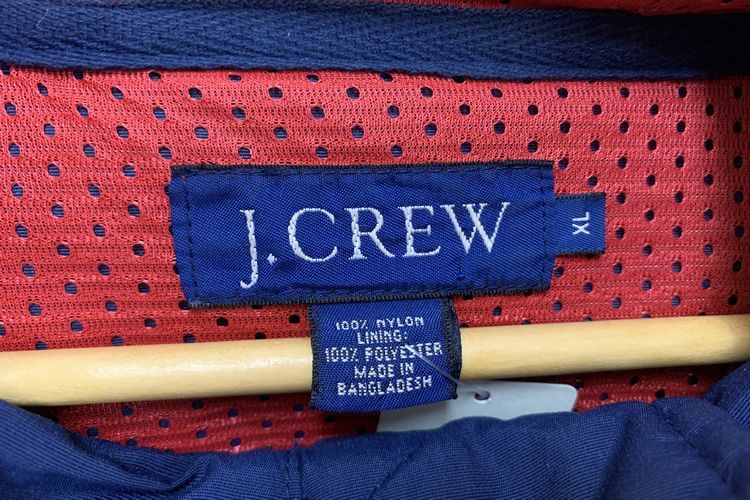 J.CREW
XL
100% NYLON
LINING:
100% POLYESTER
MADE IN
BANGLADESH